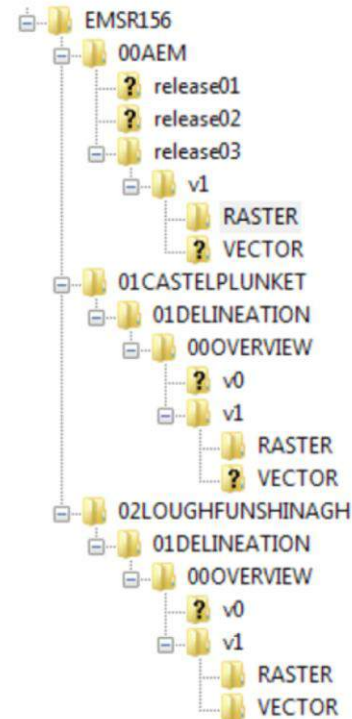 EMSR156
00AEM
release01
release02
release03
v1
RASTER
VECTOR
01CASTELPLUNKET
01DELINEATION
00OVERVIEW
v0
v1
RASTER
VECTOR
02LOUGHFUNSHINAGH
01DELINEATION
00OVERVIEW
v0
v1
RASTER
VECTOR